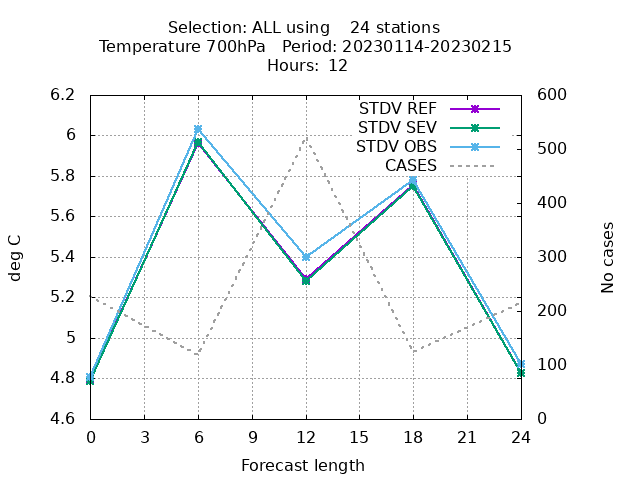 Selection: ALL using 24 stations
Temperature 700hPa Period: 20230114-20230215
Hours: 12
6.2
6
5.8
5.6
5.4
5.2
5
4.8
4.6
deg C
STDV REF
STDV SEV
STDV OBS
CASES
600
500
400
300
200
100
0
No cases
0 3 6 9 12 15 18 21 24
Forecast length